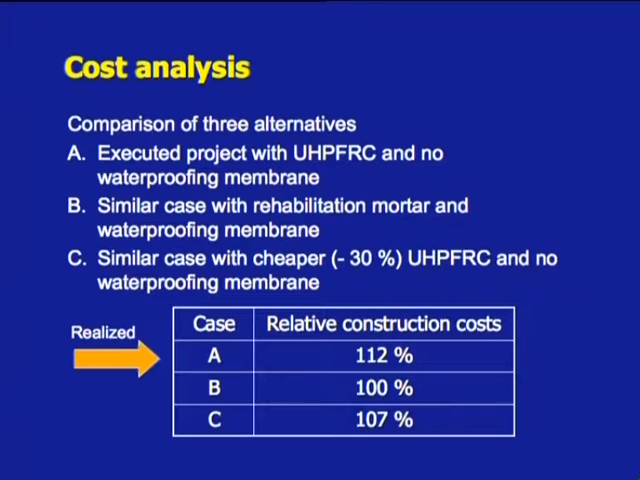 Cost analysis
Comparison of three alternatives
A. Executed project with UHPFRC and no
waterproofing membrane
B. Similar case with rehabilitation mortar and
waterproofing membrane
C. Similar case with cheaper (- 30 %) UHPFRC and no
waterproofing membrane
Realized
Case Relative construction costs
A 112 %
B 100 %
C 107 %